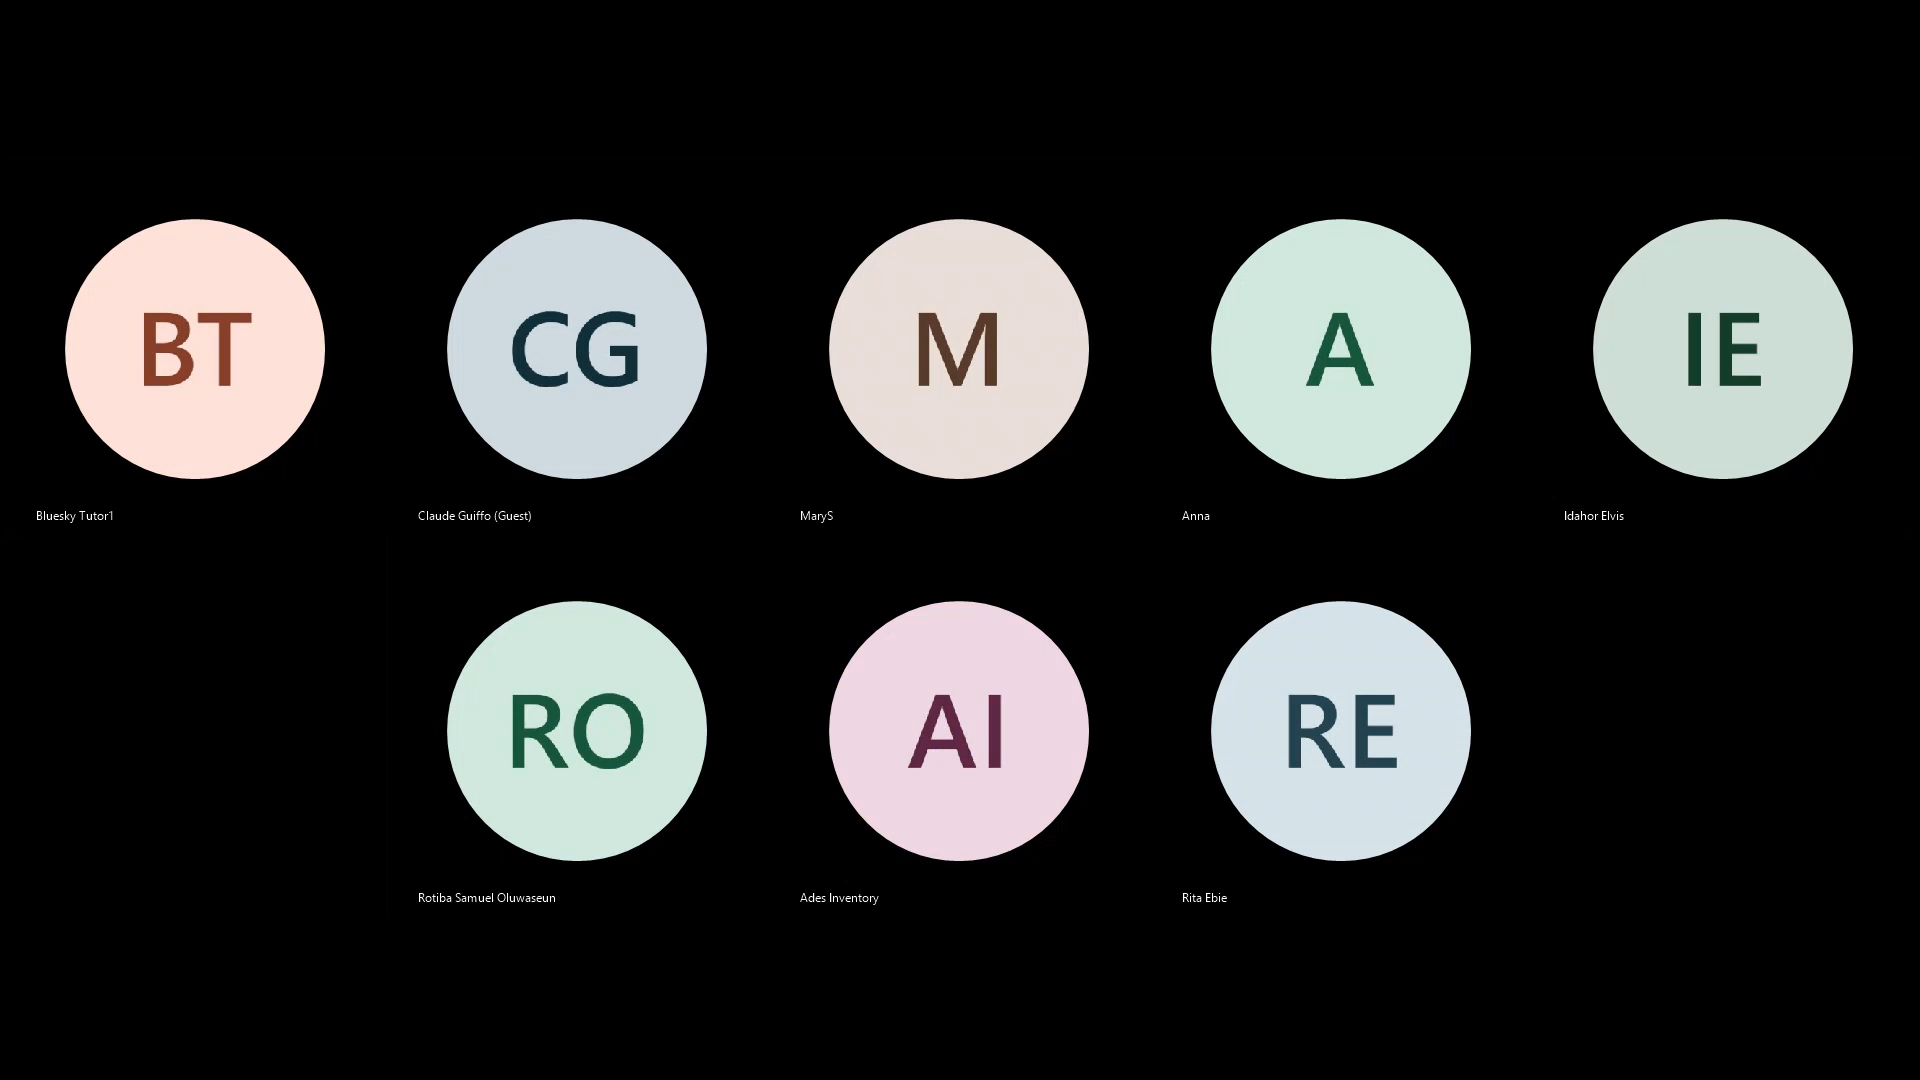 BT
CG
M
A
IE
Bluesky Tutor1
Claude Guiffo (Guest)
MaryS
Anna
Idahor Elvis
RO
AI
RE
Rotiba Samuel Oluwaseun
Ades Inventory
Rita Ebie